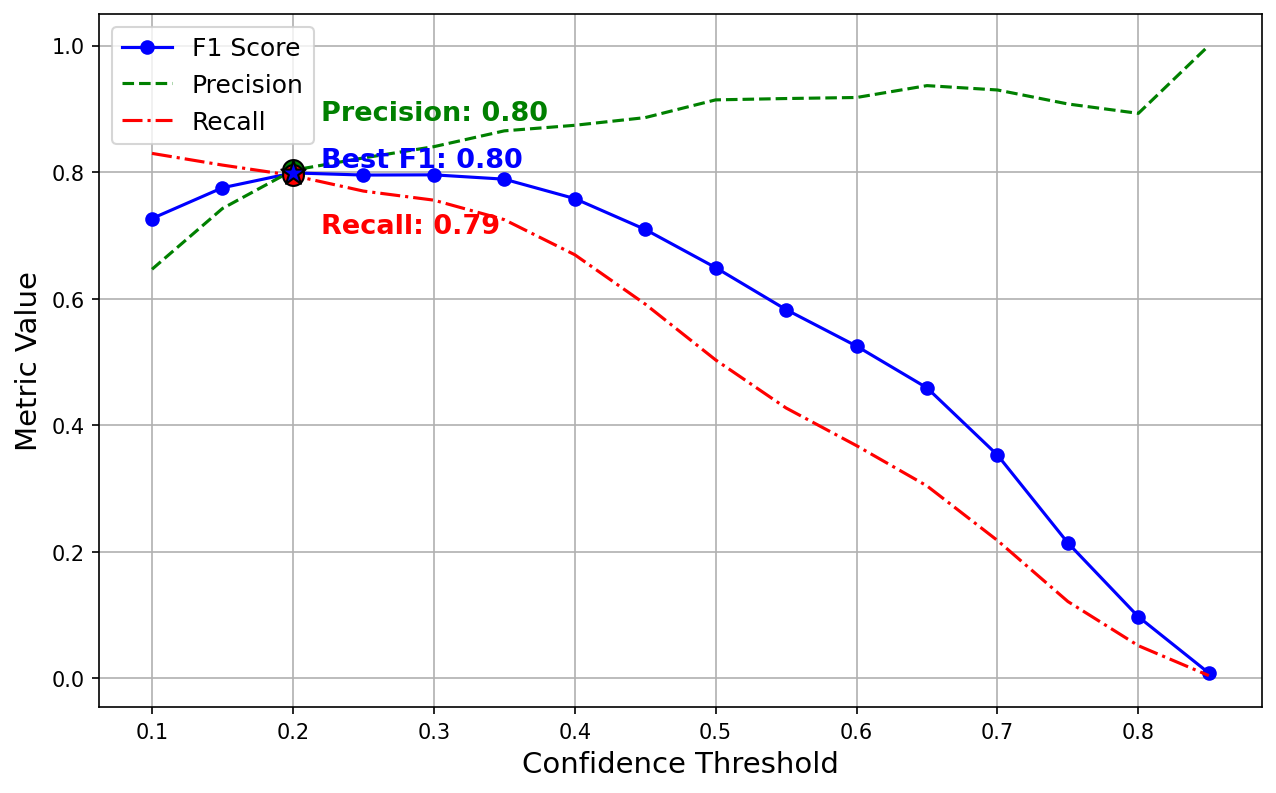 F1 Score
Precision
Recall
Precision: 0.80
Best F1: 0.80
Recall: 0.79
Metric Value
1.0
0.8
0.6
0.4
0.2
0.0
0.1 0.2 0.3 0.4 0.5 0.6 0.7 0.8
Confidence Threshold